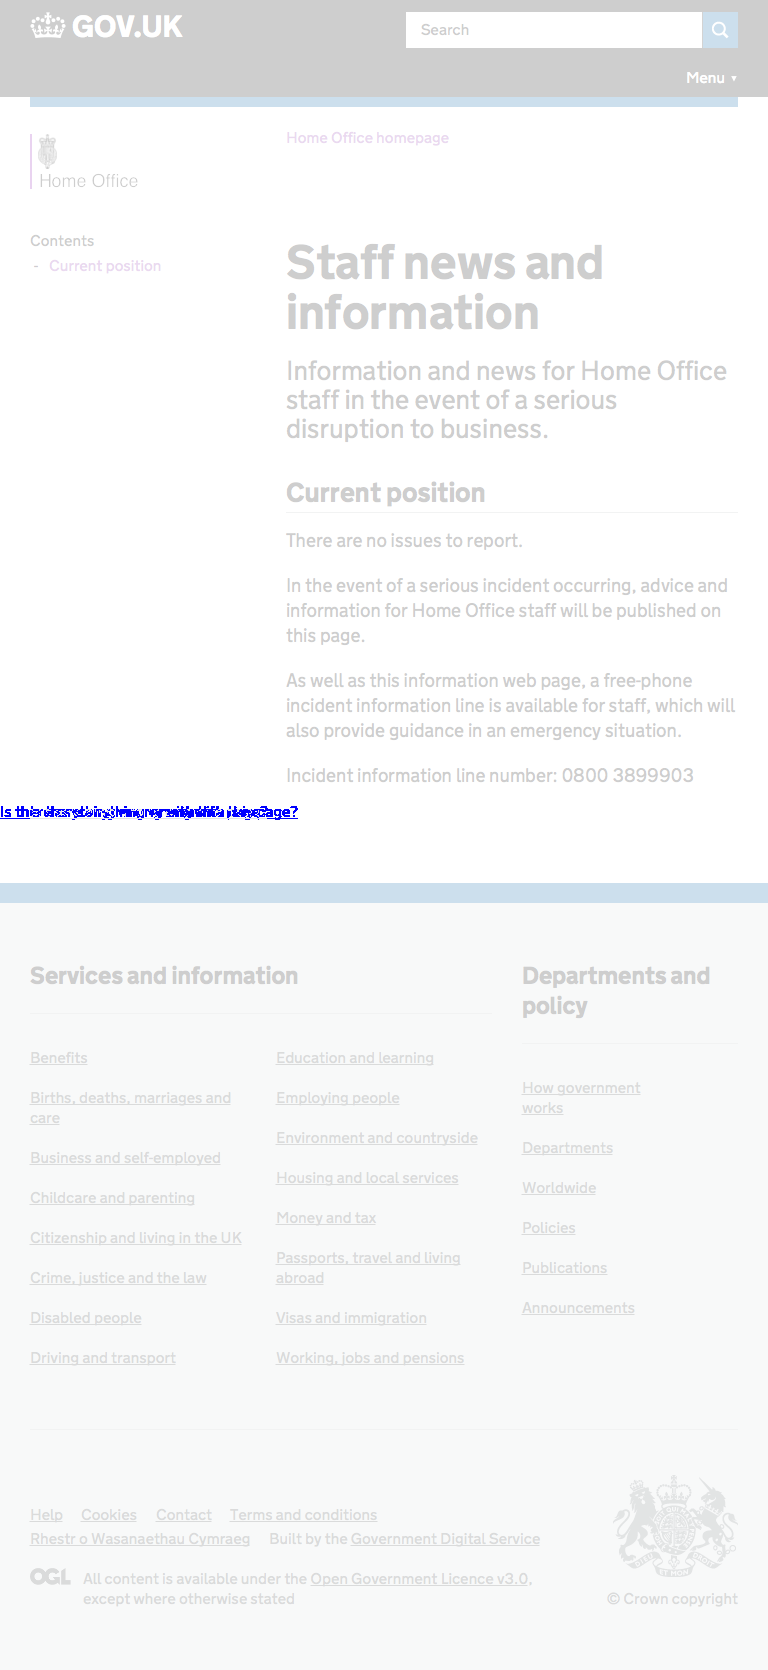 GOV.UK
Search
Menu ▼
Home Office homepage
Home Office
Contents
- Current position
Staff news and
information
Information and news for Home Office
staff in the event of a serious
disruption to business.
Current position
There are no issues to report.
In the event of a serious incident occurring, advice and
information for Home Office staff will be published on
this page.
As well as this information web page, a free-phone
incident information line is available for staff, which will
also provide guidance in an emergency situation.
Incident information line number: 0800 3899903
Services and information
Benefits
Births, deaths, marriages and
care
Business and self-employed
Childcare and parenting
Citizenship and living in the UK
Crime, justice and the law
Disabled people
Driving and transport
Education and learning
Employing people
Environment and countryside
Housing and local services
Money and tax
Passports, travel and living
abroad
Visas and immigration
Working, jobs and pensions
Departments and
policy
How government
works
Departments
Worldwide
Policies
Publications
Announcements
Help Cookies Contact Terms and conditions
Rhestr o Wasanaethau Cymraeg Built by the Government Digital Service
OGL All content is available under the Open Government Licence v3.0,
except where otherwise stated
© Crown copyright